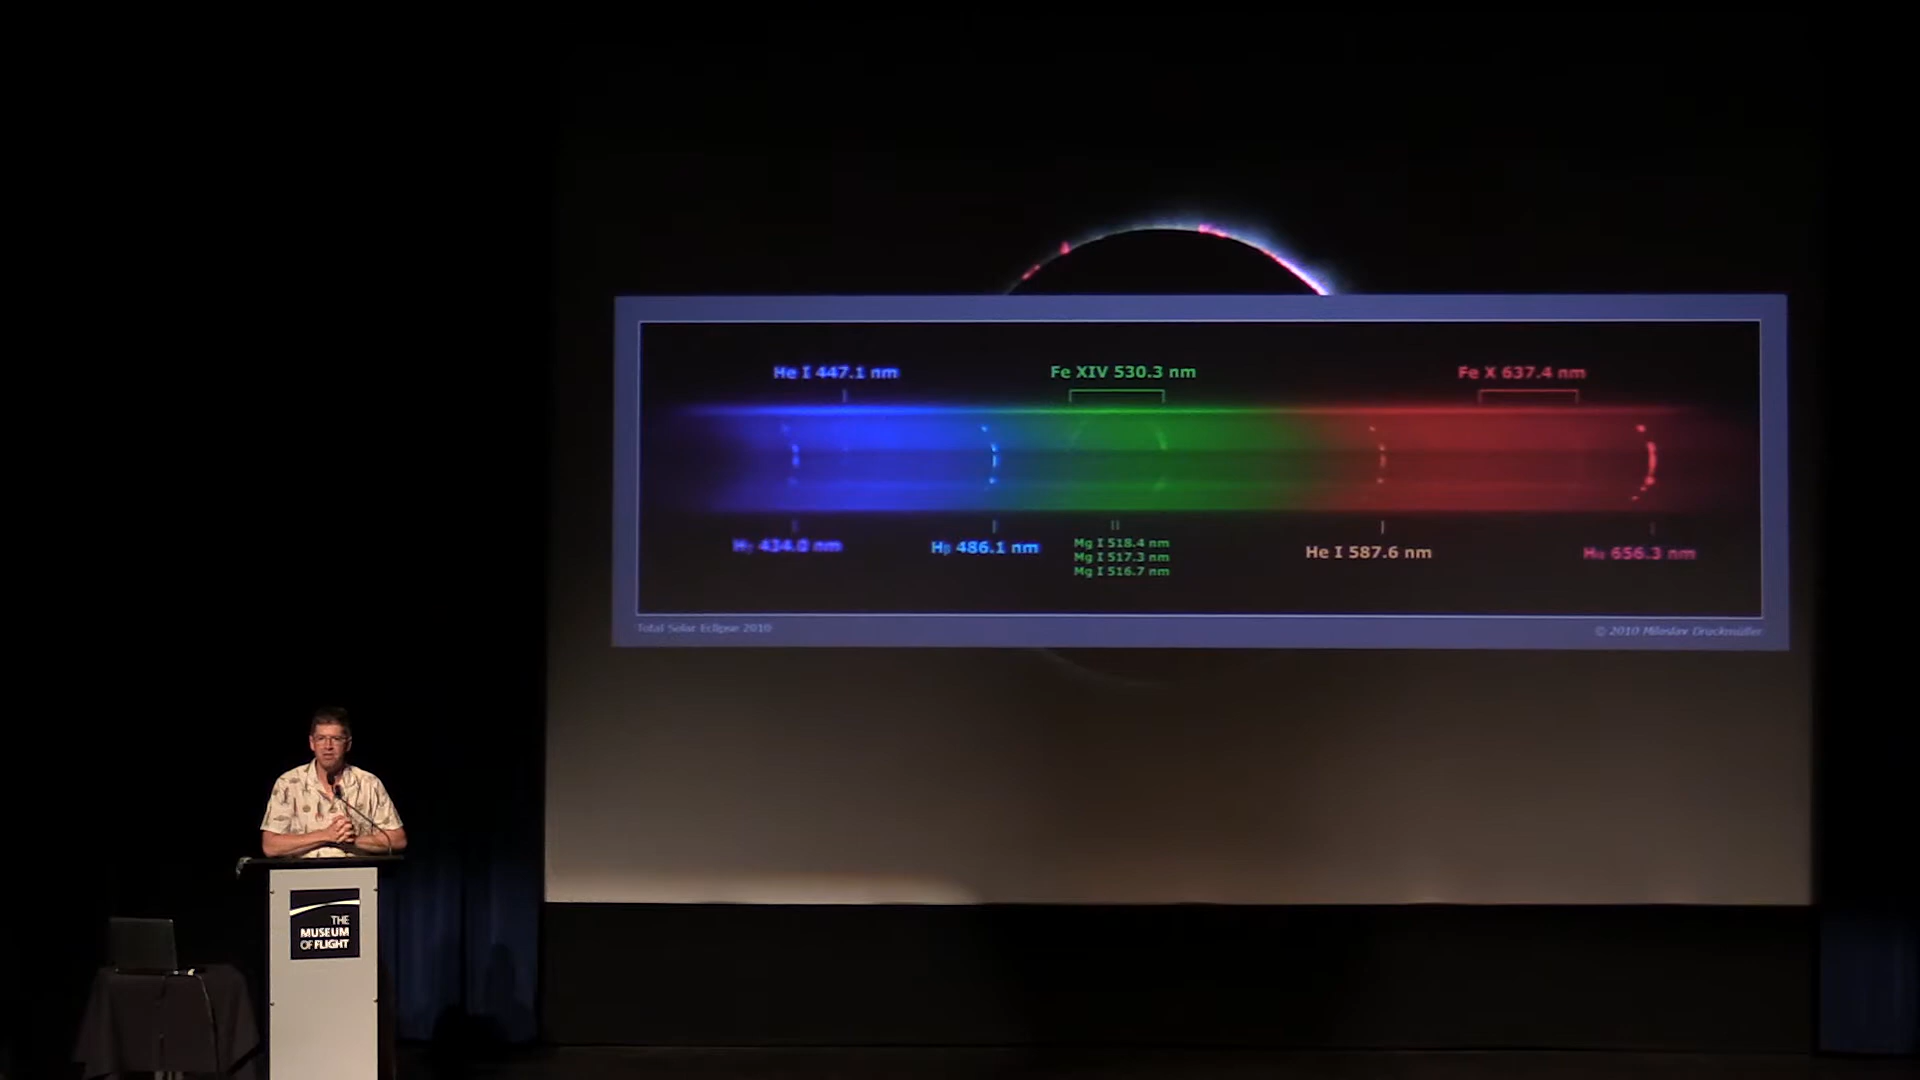 He I 447.1 nm
Fe XIV 530.3 nm
Fe X 637.4 nm
Hγ 434.0 nm
Hβ 486.1 nm
Mg I 518.4 nm
Mg I 517.3 nm
Mg I 516.7 nm
He I 587.6 nm
Hα 656.3 nm
Total Solar Eclipse 2010
© 2010 Miloslav Druckmüller
THE
MUSEUM
OF FLIGHT